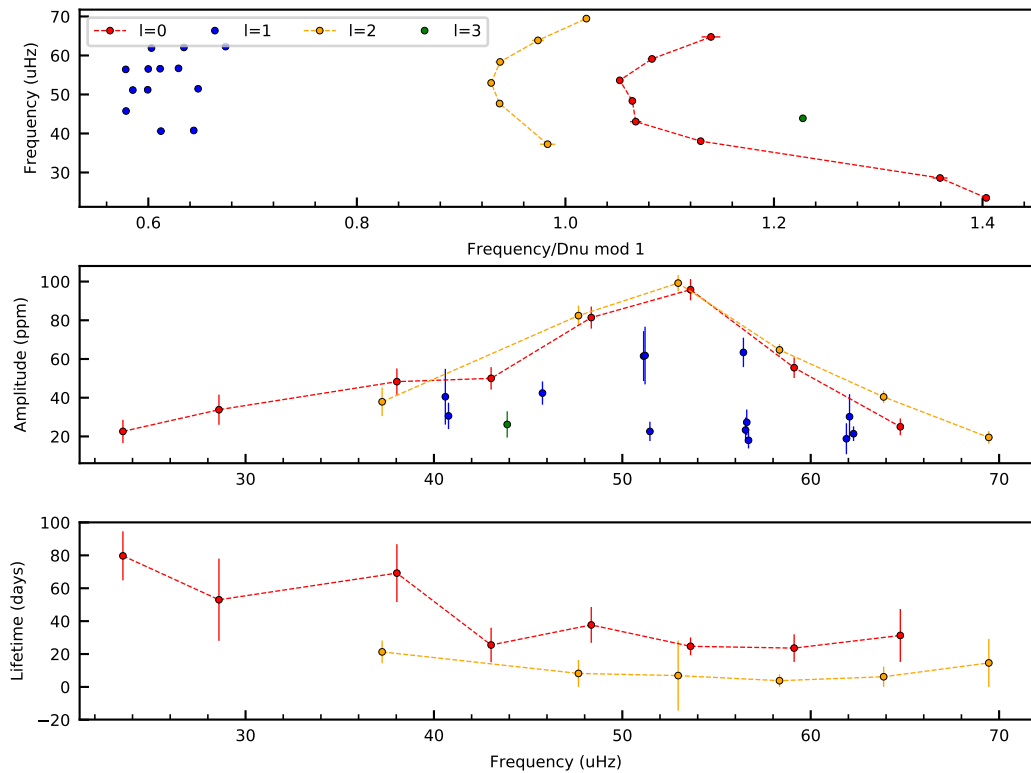 70
60
50
40
30
Frequency (uHz)
l=0 l=1 l=2 l=3
0.6 0.8 1.0 1.2 1.4
Frequency/Dnu mod 1
100
80
60
40
20
Amplitude (ppm)
30 40 50 60 70
100
80
60
40
20
0
−20
Lifetime (days)
30 40 50 60 70
Frequency (uHz)